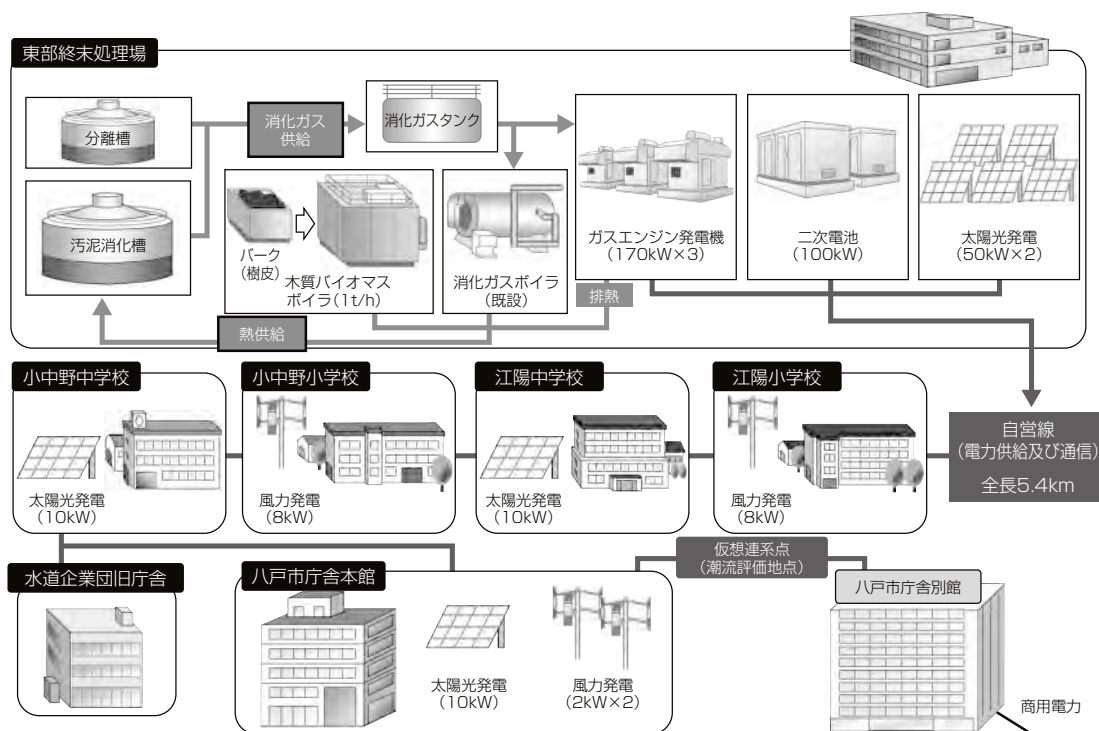 東部終末処理場
分離槽
汚泥消化槽
消化ガス
供給
消化ガスタンク
バーク
(樹皮)
木質バイオマス
ボイラ(1t/h)
消化ガスボイラ
(既設)
ガスエンジン発電機
(170kW×3)
二次電池
(100kW)
太陽光発電
(50kW×2)
排熱
熱供給
小中野中学校
太陽光発電
(10kW)
小中野小学校
風力発電
(8kW)
江陽中学校
太陽光発電
(10kW)
江陽小学校
風力発電
(8kW)
自営線
(電力供給及び通信)
全長5.4km
水道企業団旧庁舎
八戸市庁舎本館
太陽光発電
(10kW)
風力発電
(2kW×2)
仮想連系点
(潮流評価地点)
八戸市庁舎別館
商用電力